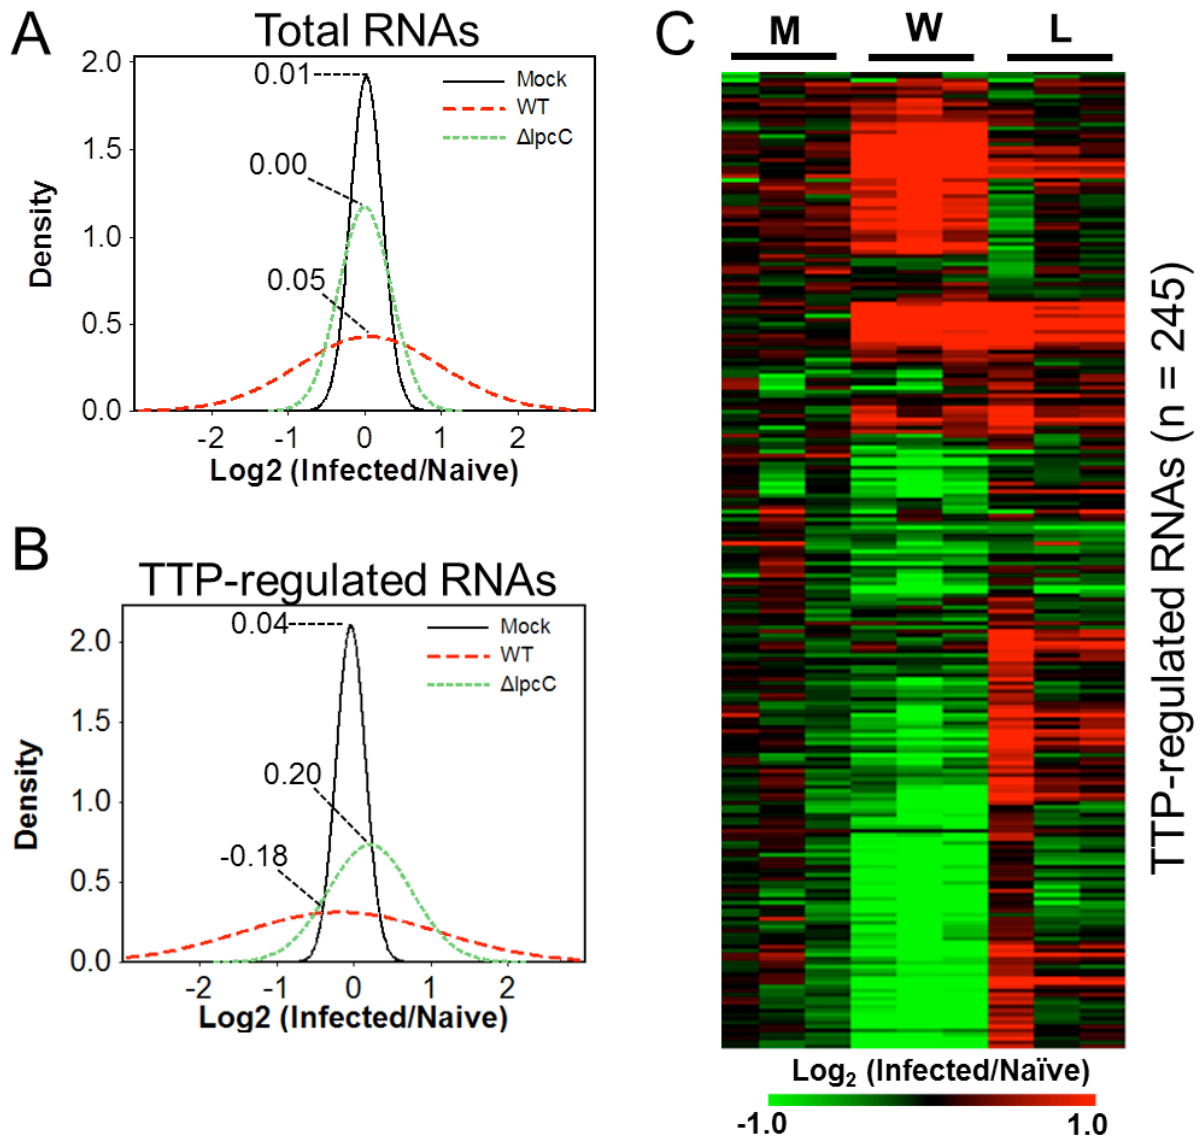 A
Total RNAs
2.0
1.5
1.0
0.5
0.0
Density
0.01
0.00
0.05
Mock
WT
ΔlpcC
-2
-1
0
1
2
Log2 (Infected/Naive)
B
TTP-regulated RNAs
2.0
1.5
1.0
0.5
0.0
Density
0.04
0.20
-0.18
Mock
WT
ΔlpcC
-2
-1
0
1
2
Log2 (Infected/Naive)
C
M
W
L
TTP-regulated RNAs (n = 245)
Log₂ (Infected/Naïve)
-1.0
1.0